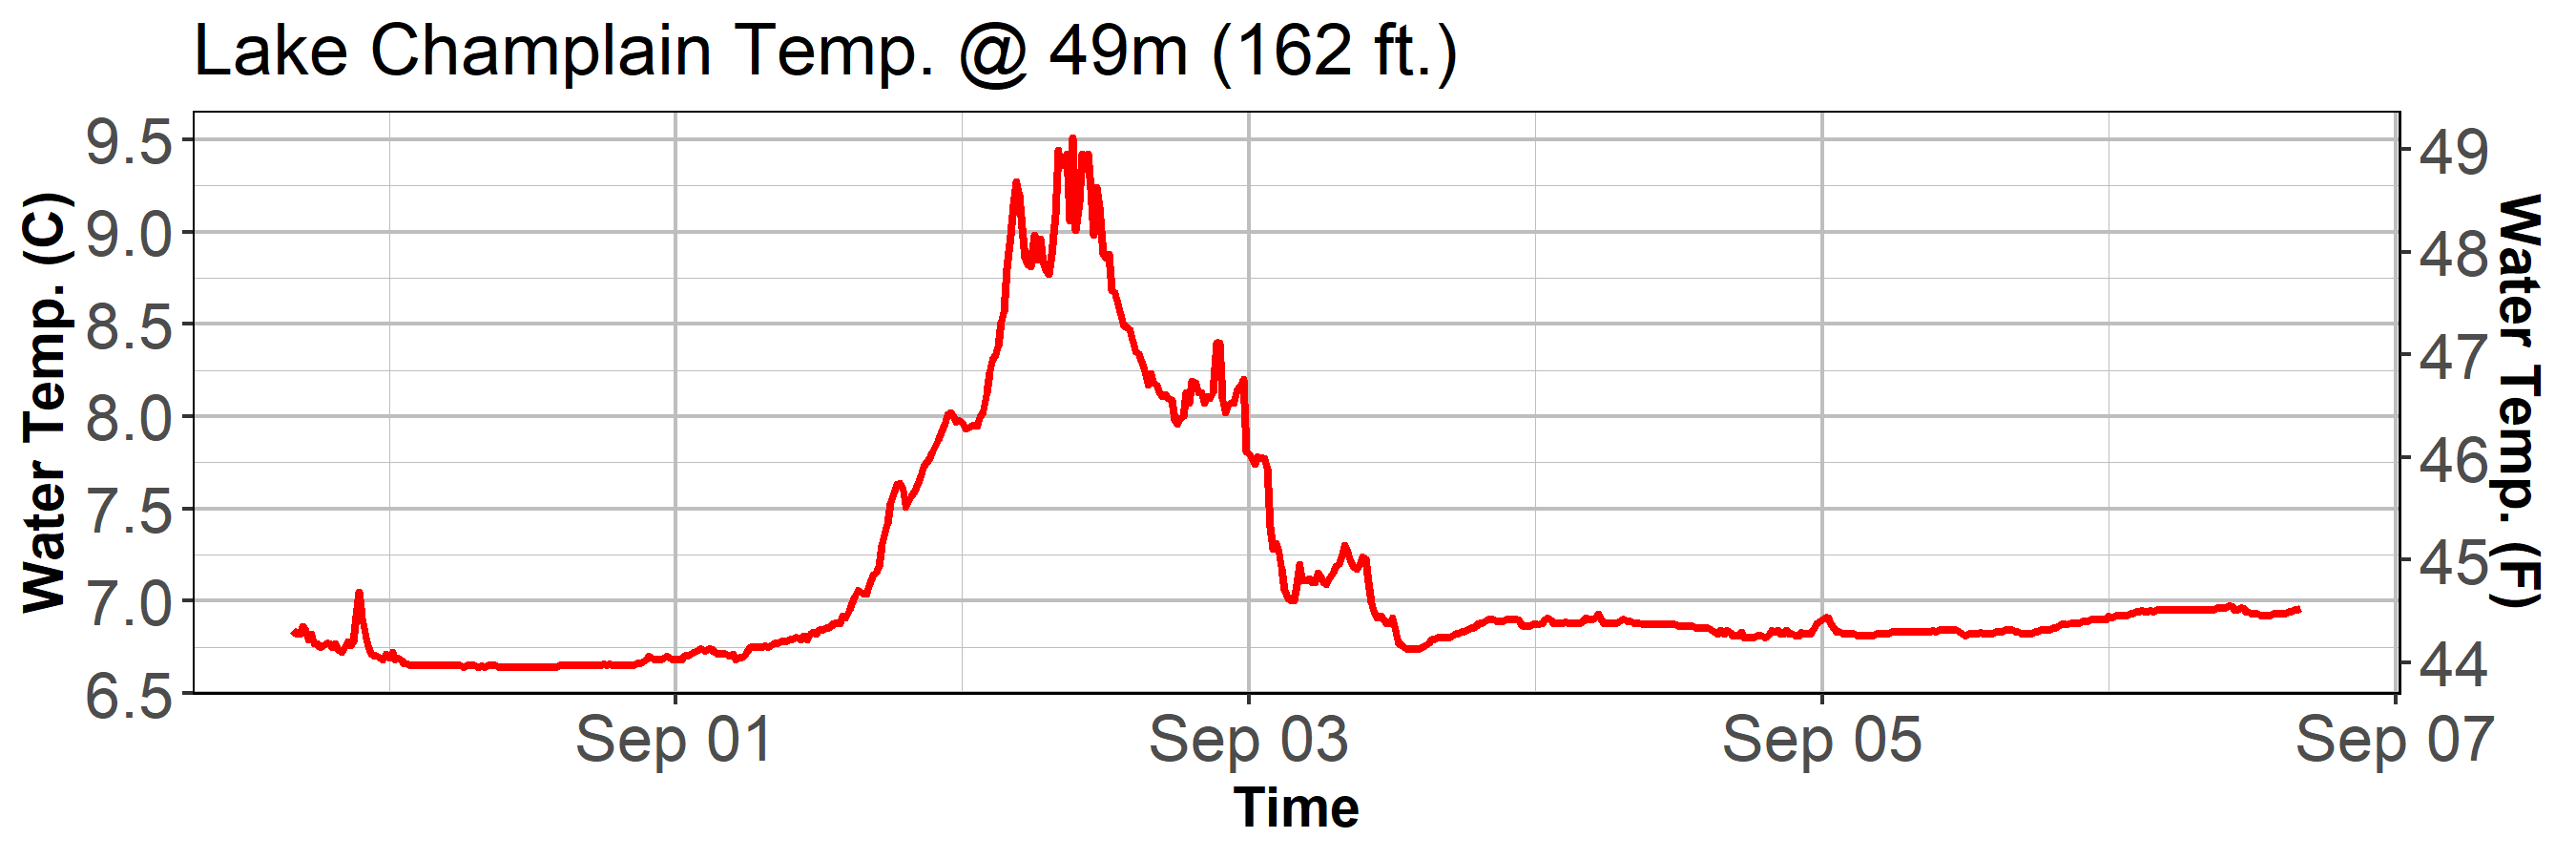 Lake Champlain Temp. @ 49m (162 ft.)
Water Temp. (C)
9.5
9.0
8.5
8.0
7.5
7.0
6.5
49
48
47
46
45
44
Water Temp. (F)
Sep 01 Sep 03 Sep 05 Sep 07
Time